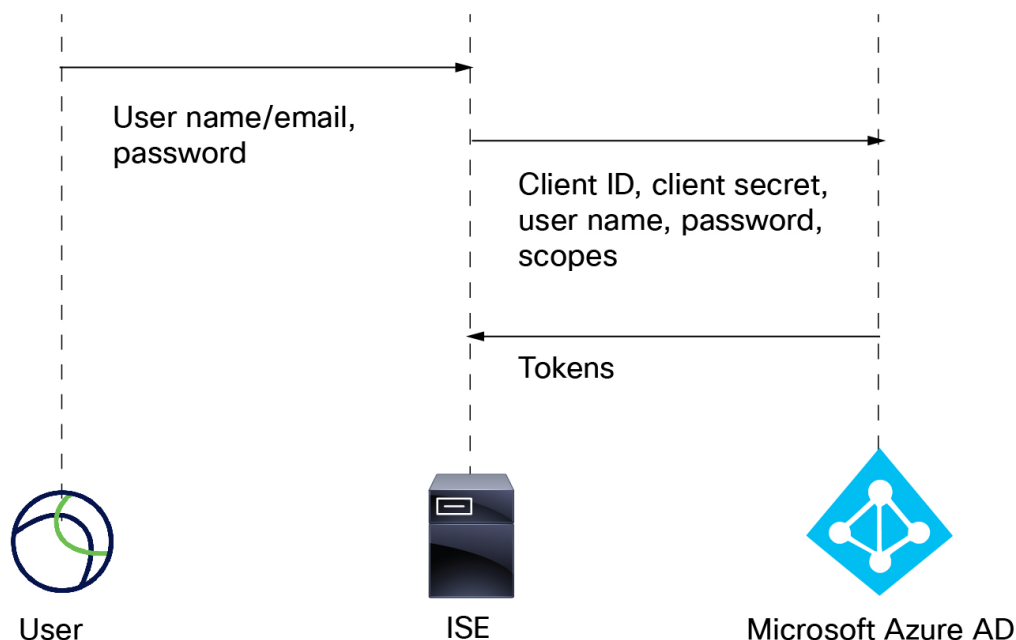 User name/email,
password
Client ID, client secret,
user name, password,
scopes
Tokens
User
ISE
Microsoft Azure AD